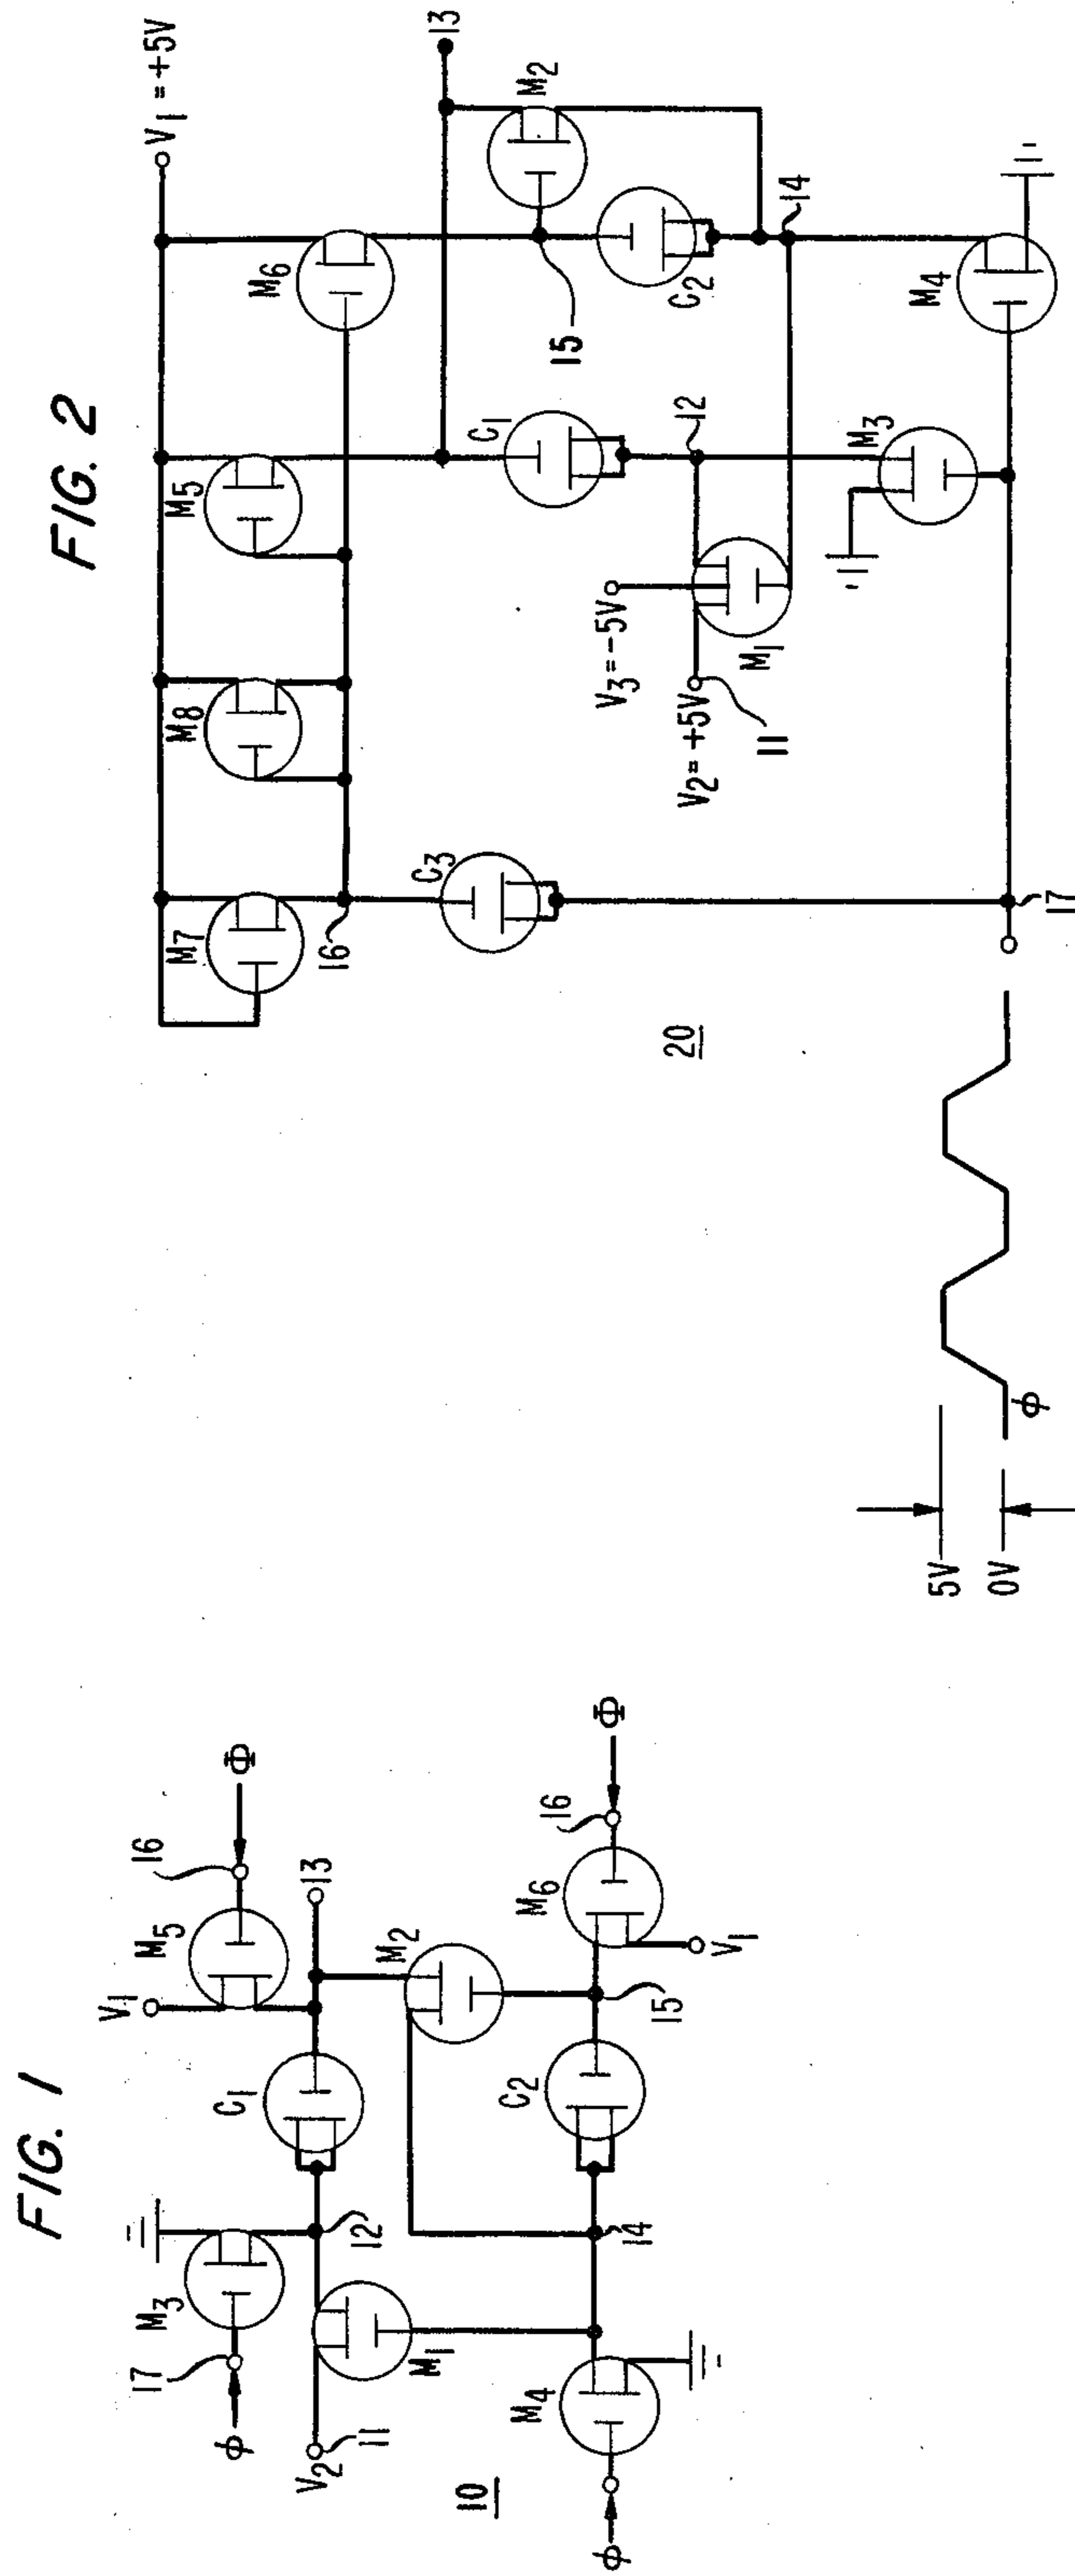 FIG. 1
10
V2
11
M1
12
M3
17
ϕ
C1
V1
M5
16
Φ
13
M2
14
M4
ϕ
C2
15
M6
V1
16
Φ
FIG. 2
20
V1 = +5V
M7
M8
M5
M6
16
C3
13
M2
15
C1
C2
12
14
V3 = -5V
V2 = +5V
11
M1
M3
M4
17
5V
0V
ϕ